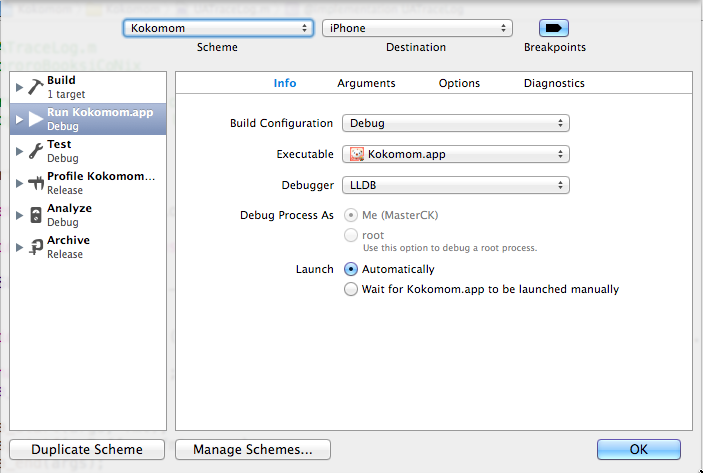 Kokomom
iPhone
Scheme
Destination
Breakpoints
Build
1 target
Run Kokomom.app
Debug
Test
Debug
Profile Kokomom...
Release
Analyze
Debug
Archive
Release
Info Arguments Options Diagnostics
Build Configuration Debug
Executable Kokomom.app
Debugger LLDB
Debug Process As Me (MasterCK)
root
Use this option to debug a root process.
Launch Automatically
Wait for Kokomom.app to be launched manually
Duplicate Scheme
Manage Schemes...
OK